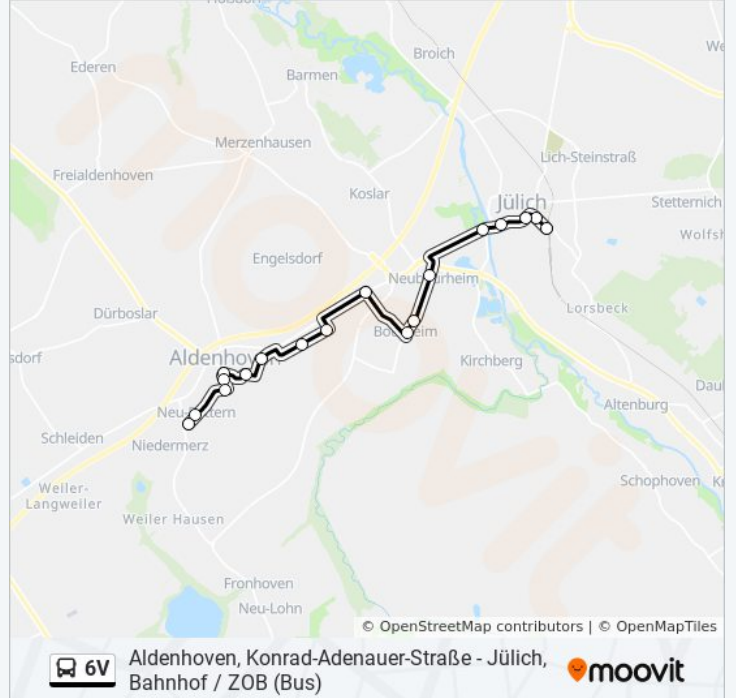 Ederen
Broich
Barmen
Merzenhausen
Lich-Steinstraß
Freialdenhoven
Koslar
Jülich
Stetternich
Engelsdorf
Dürboslar
Lorsbeck
Kirchberg
Altenburg
Schleiden
Niedermerz
Schophoven
Weiler-
Langweiler
Weiler Hausen
Fronhoven
Neu-Lohn
moovit
© OpenStreetMap contributors | © OpenMapTiles
6V
Aldenhoven, Konrad-Adenauer-Straße - Jülich,
Bahnhof / ZOB (Bus)
moovit